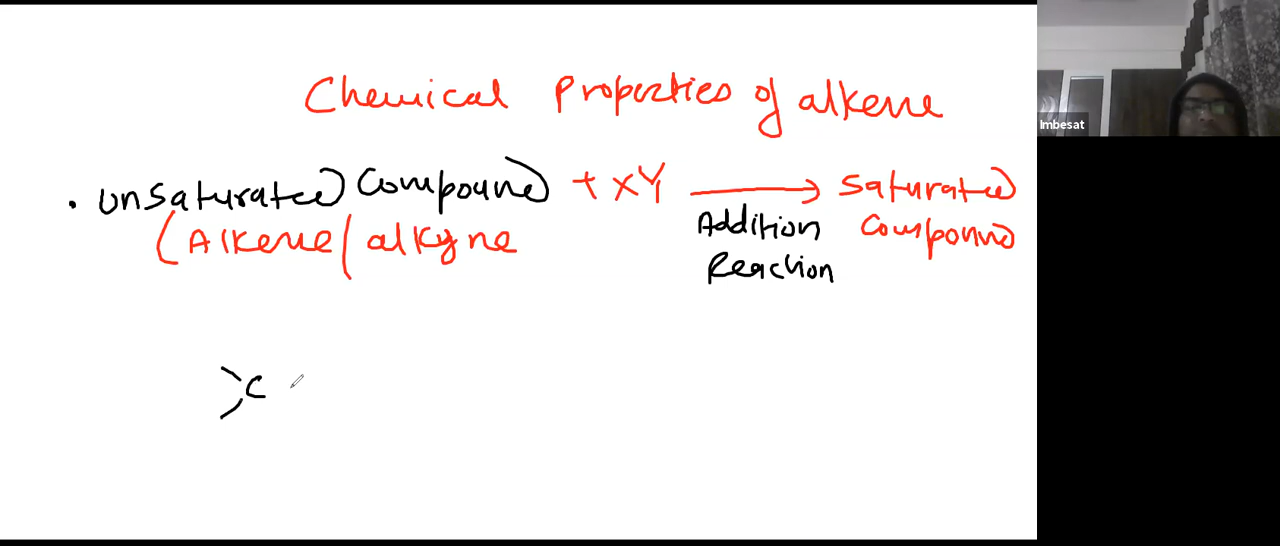 Chemical Properties of alkene
Imbesat
. unsaturated Compound + XY → Saturated
(Alkene/alkyne Addition Compound
Reaction
>C